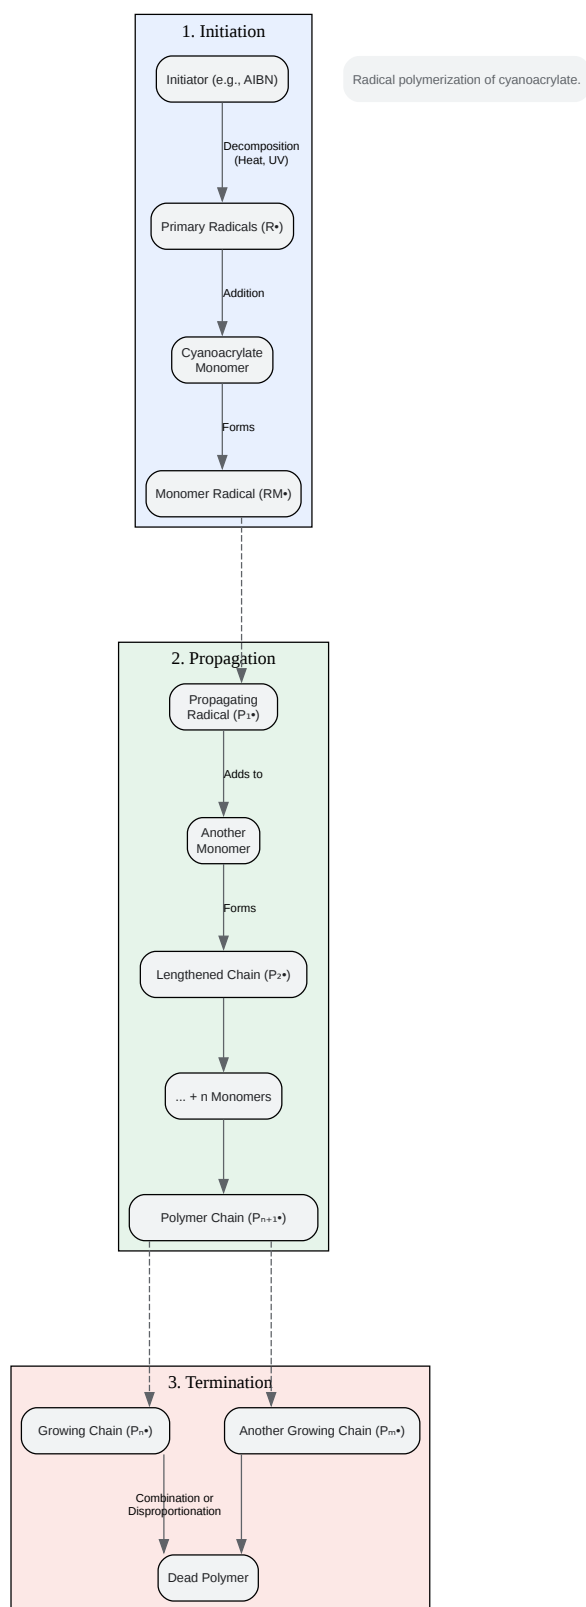 1. Initiation
Initiator (e.g., AIBN)
Radical polymerization of cyanoacrylate.
Decomposition
(Heat, UV)
Primary Radicals (R•)
Addition
Cyanoacrylate
Monomer
Forms
Monomer Radical (RM•)
2. Propagation
Propagating
Radical (P₁•)
Adds to
Another
Monomer
Forms
Lengthened Chain (P₂•)
... + n Monomers
Polymer Chain (Pₙ₊₁•)
3. Termination
Growing Chain (Pₙ•)
Another Growing Chain (Pₘ•)
Combination or
Disproportionation
Dead Polymer